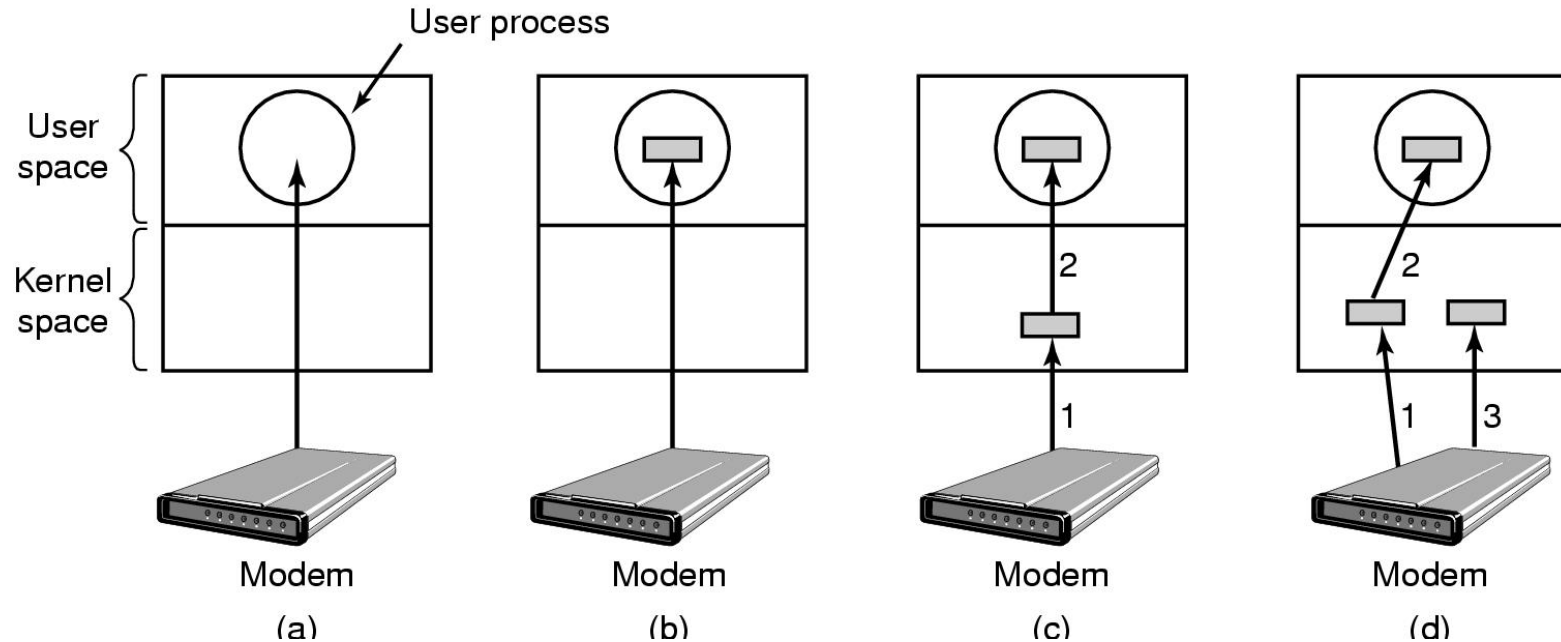 User process
User
space
Kernel
space
2
2
1
1
3
Modem
Modem
Modem
Modem
(a)
(b)
(c)
(d)